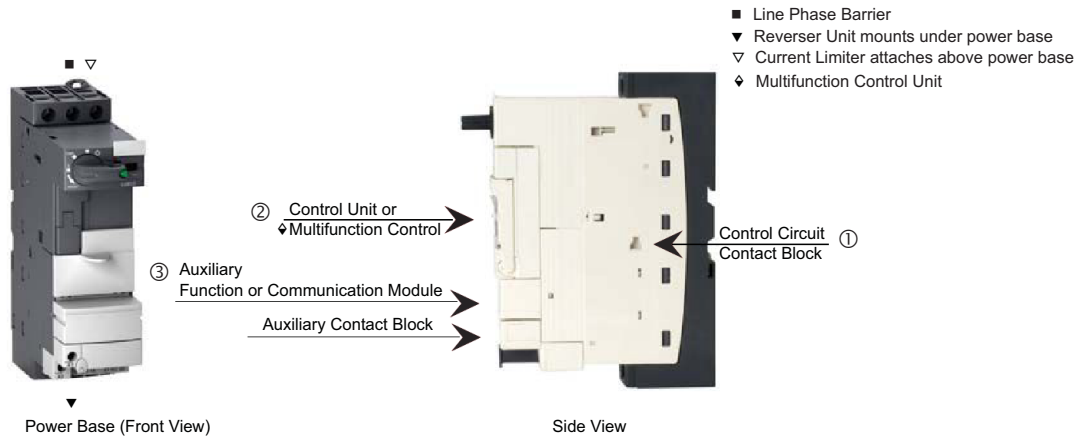 ■ Line Phase Barrier
▼ Reverser Unit mounts under power base
▽ Current Limiter attaches above power base
⬨ Multifunction Control Unit
■ ▽
② Control Unit or
⬨Multifunction Control
Control Circuit ①
Contact Block
③ Auxiliary
Function or Communication Module
Auxiliary Contact Block
▼
Power Base (Front View)
Side View